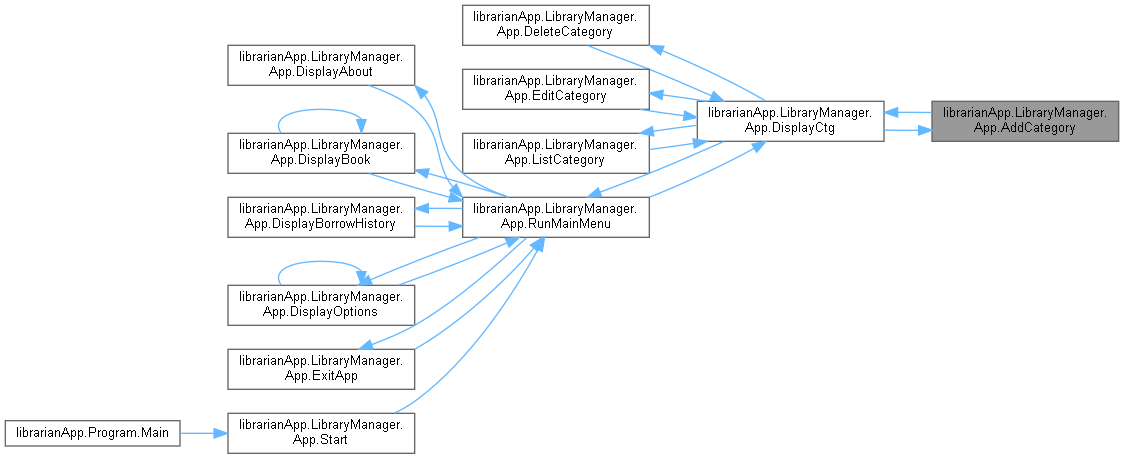 librarianApp.LibraryManager.
App.DeleteCategory
librarianApp.LibraryManager.
App.DisplayAbout
librarianApp.LibraryManager.
App.EditCategory
librarianApp.LibraryManager.
App.DisplayCtg
librarianApp.LibraryManager.
App.AddCategory
librarianApp.LibraryManager.
App.DisplayBook
librarianApp.LibraryManager.
App.ListCategory
librarianApp.LibraryManager.
App.DisplayBorrowHistory
librarianApp.LibraryManager.
App.RunMainMenu
librarianApp.LibraryManager.
App.DisplayOptions
librarianApp.LibraryManager.
App.ExitApp
librarianApp.Program.Main
librarianApp.LibraryManager.
App.Start